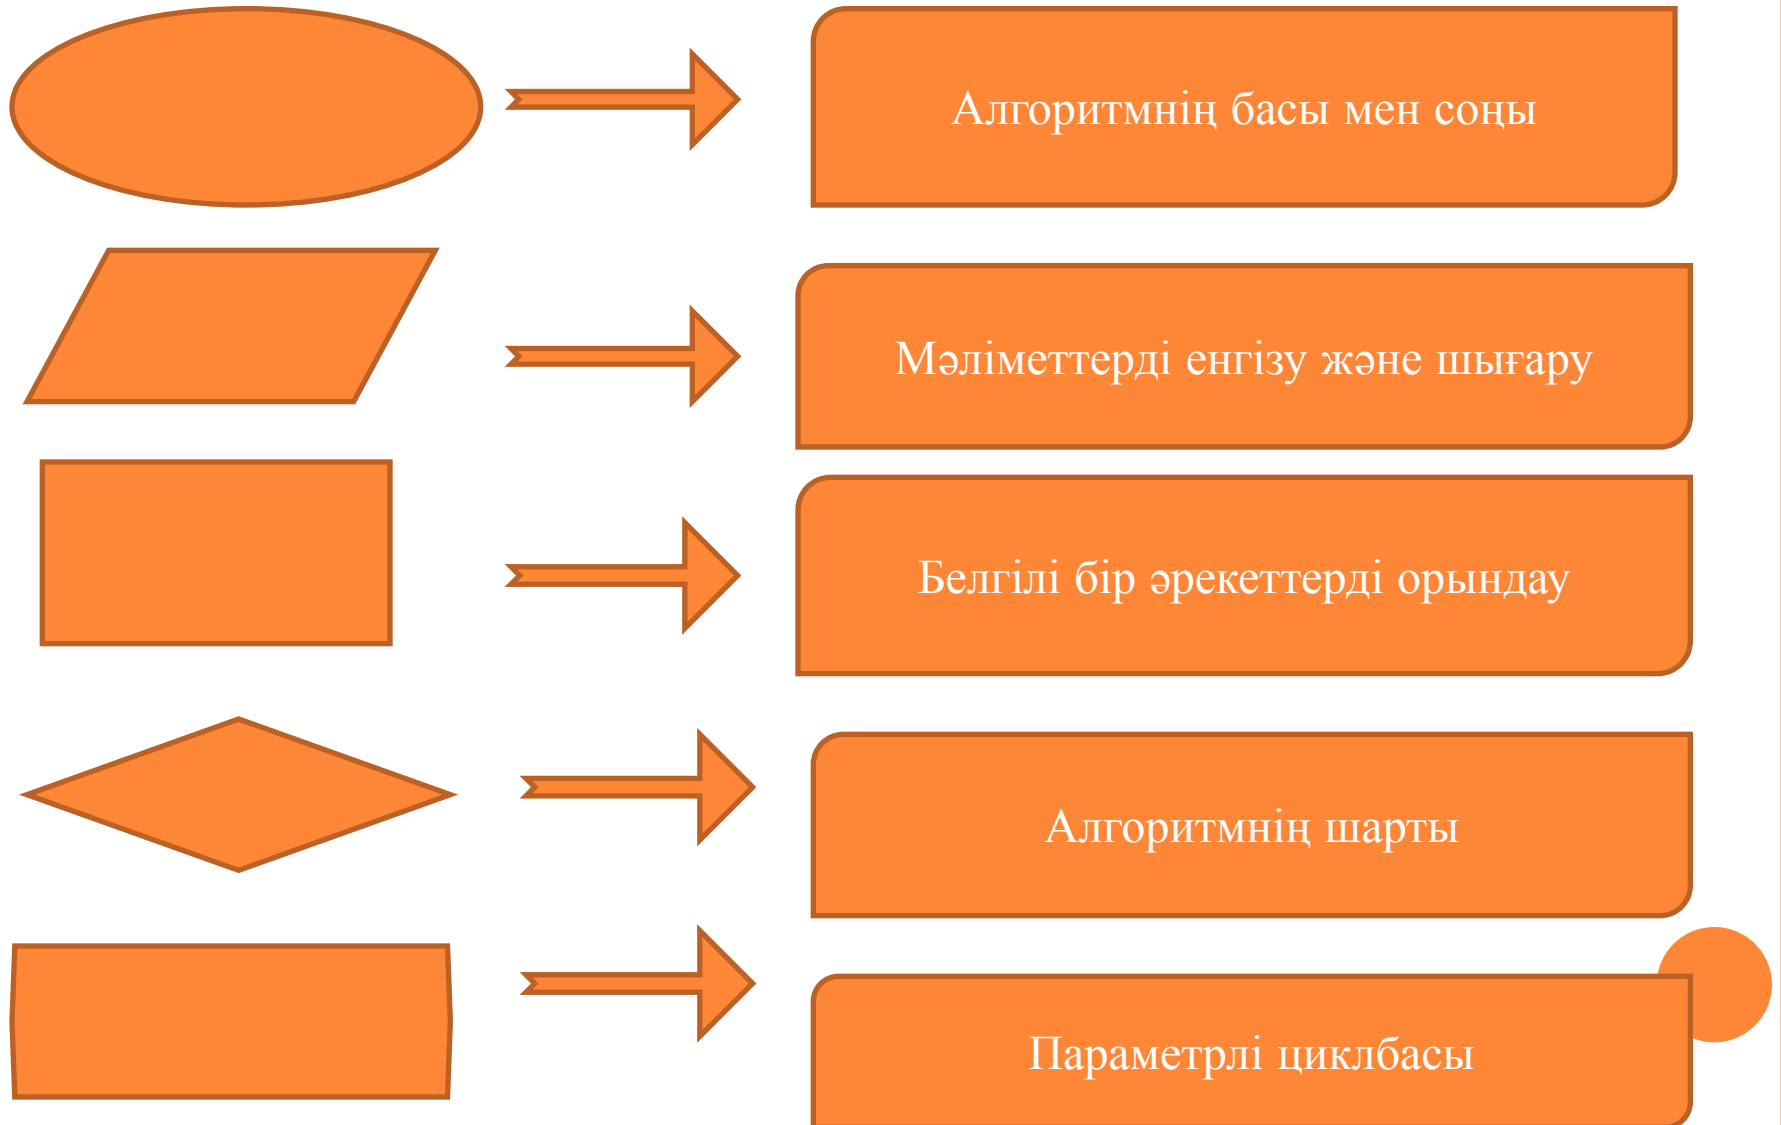 Алгоритмнің басы мен соңы
Мәліметтерді енгізу және шығару
Белгілі бір әрекеттерді орындау
Алгоритмнің шарты
Параметрлі циклбасы